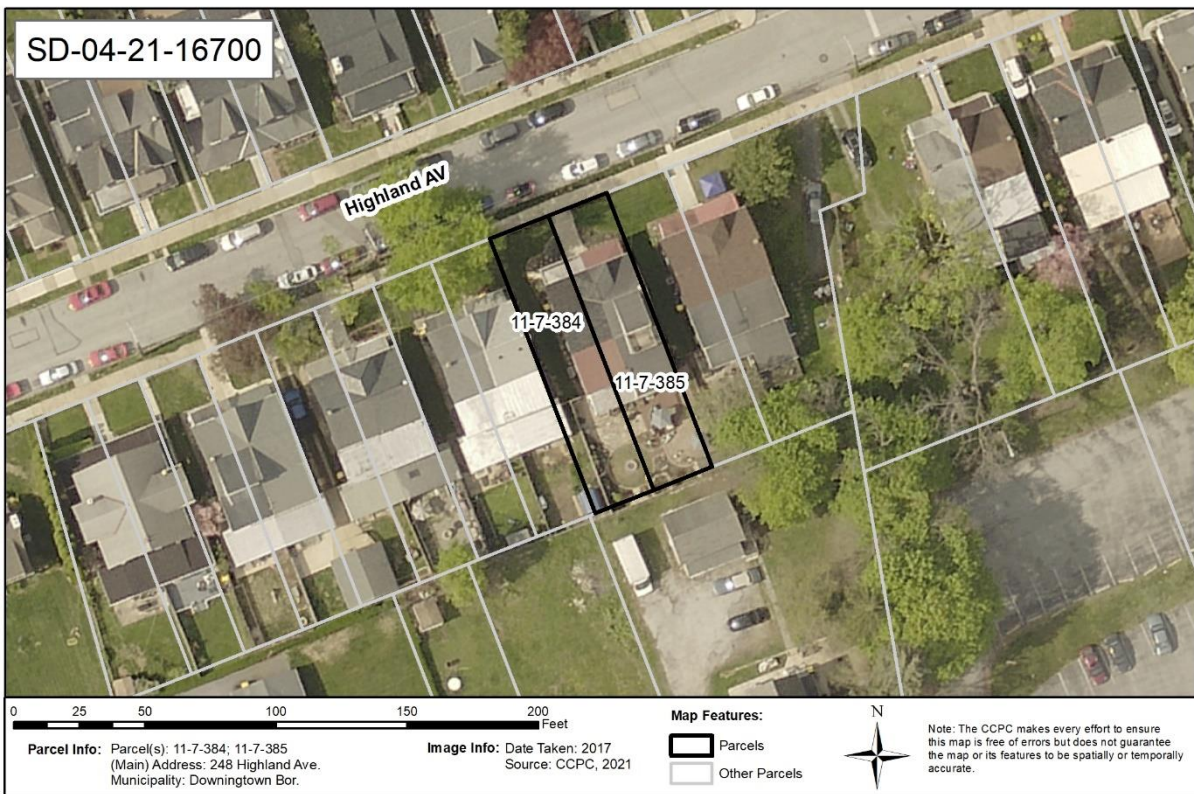 SD-04-21-16700
Highland AV
11-7-384
11-7-385
0 25 50 100 150 200
Feet
Parcel Info: Parcel(s): 11-7-384; 11-7-385
(Main) Address: 248 Highland Ave.
Municipality: Downingtown Bor.
Image Info: Date Taken: 2017
Source: CCPC, 2021
Map Features:
Parcels
Other Parcels
N
Note: The CCPC makes every effort to ensure
this map is free of errors but does not guarantee
the map or its features to be spatially or temporally
accurate.